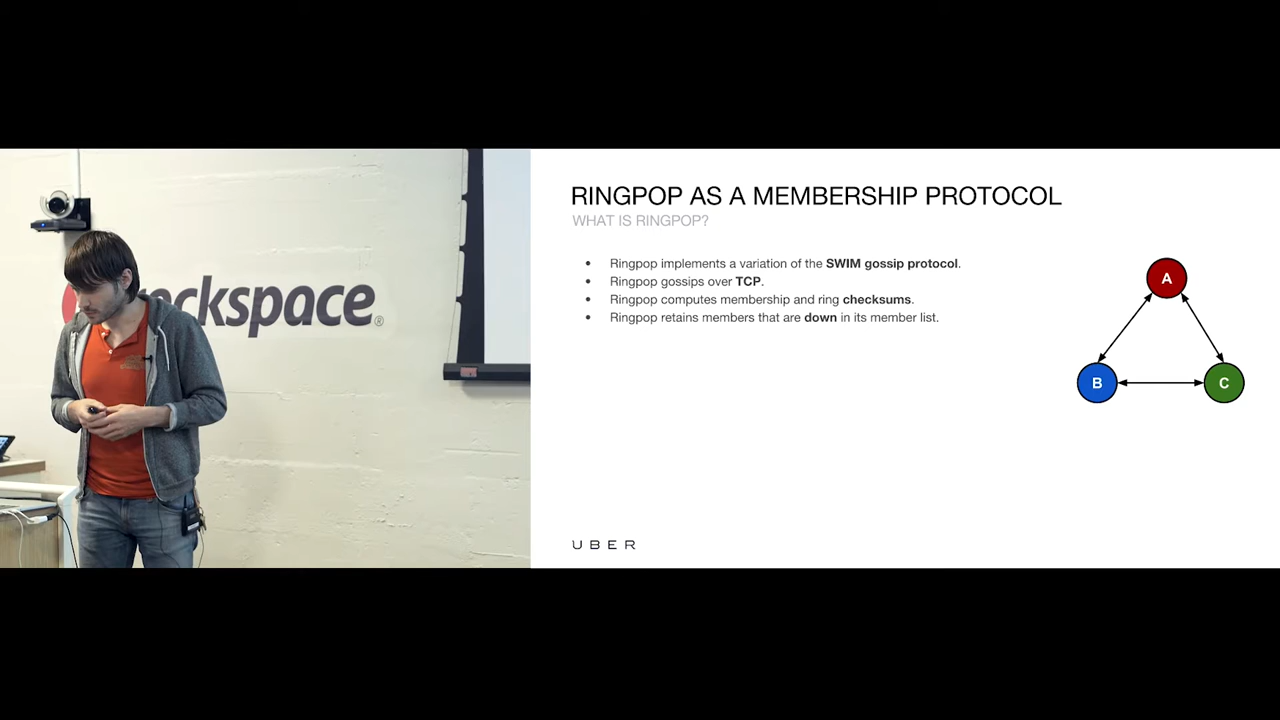 rackspace®
RINGPOP AS A MEMBERSHIP PROTOCOL
WHAT IS RINGPOP?
• Ringpop implements a variation of the SWIM gossip protocol.
• Ringpop gossips over TCP.
• Ringpop computes membership and ring checksums.
• Ringpop retains members that are down in its member list.
A
B
C
UBER